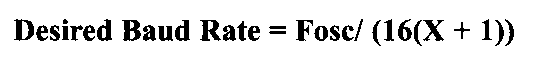 Desired Baud Rate = Fosc/ (16(X + 1))